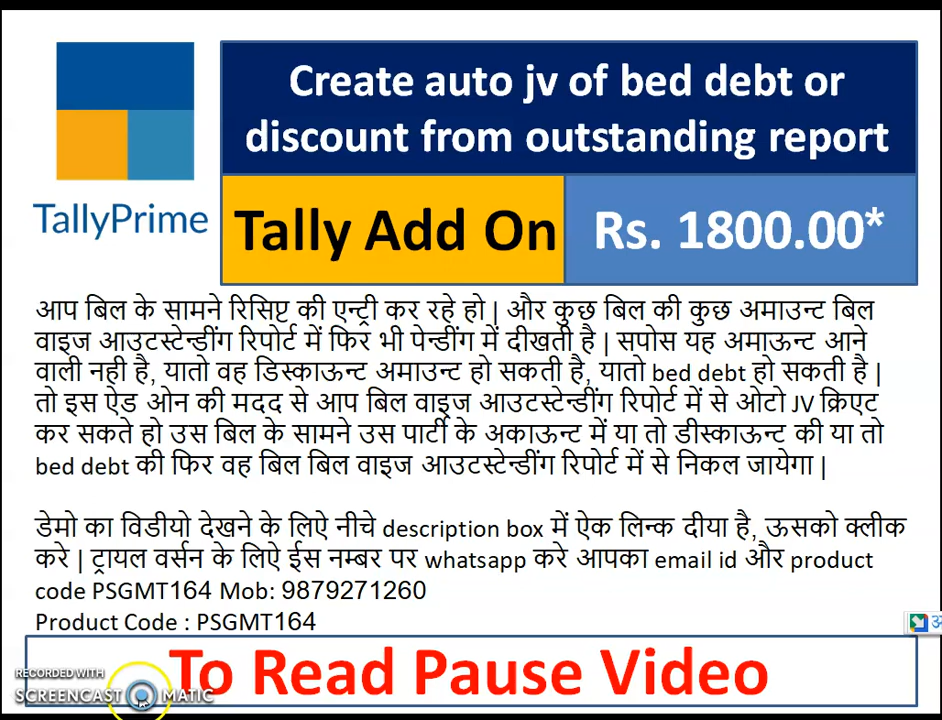 Create auto jv of bed debt or
discount from outstanding report
TallyPrime
Tally Add On
Rs. 1800.00*
आप बिल के सामने रिसिप्ट की एन्ट्री कर रहे हो | और कुछ बिल की कुछ अमाउन्ट बिल
वाइज आउटस्टेन्डींग रिपोर्ट में फिर भी पेन्डींग में दीखती है | सपोस यह अमाऊन्ट आने
वाली नही है, यातो वह डिस्काऊन्ट अमाउन्ट हो सकती है, यातो bed debt हो सकती है |
तो इस ऐड ओन की मदद से आप बिल वाइज आउटस्टेन्डींग रिपोर्ट में से ओटो JV क्रिएट
कर सकते हो उस बिल के सामने उस पार्टी के अकाऊन्ट में या तो डीस्काऊन्ट की या तो
bed debt की फिर वह बिल बिल वाइज आउटस्टेन्डींग रिपोर्ट में से निकल जायेगा |
डेमो का विडीयो देखने के लिऐ नीचे description box में ऐक लिन्क दीया है, ऊसको क्लीक
करे | ट्रायल वर्सन के लिऐ ईस नम्बर पर whatsapp करे आपका email id और product
code PSGMT164 Mob: 9879271260
Product Code : PSGMT164
अ
To Read Pause Video
RECORDED WITH
SCREENCAST MATIC